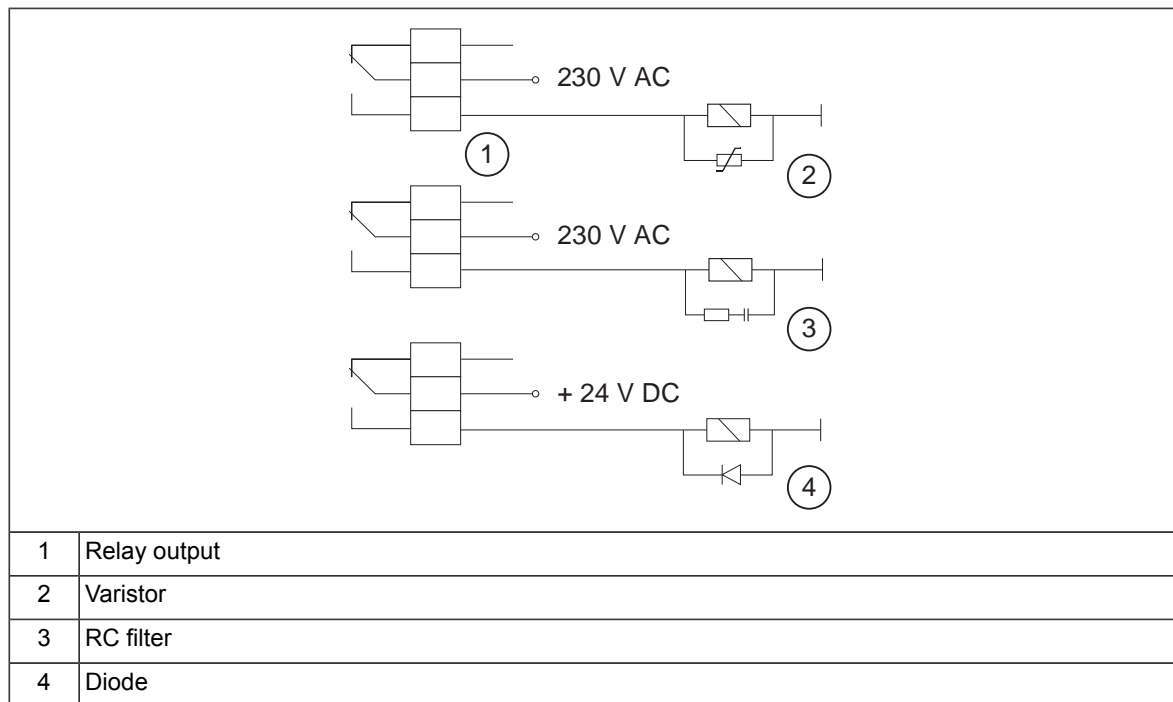 230 V AC
1
2
230 V AC
3
+ 24 V DC
4
1 Relay output
2 Varistor
3 RC filter
4 Diode